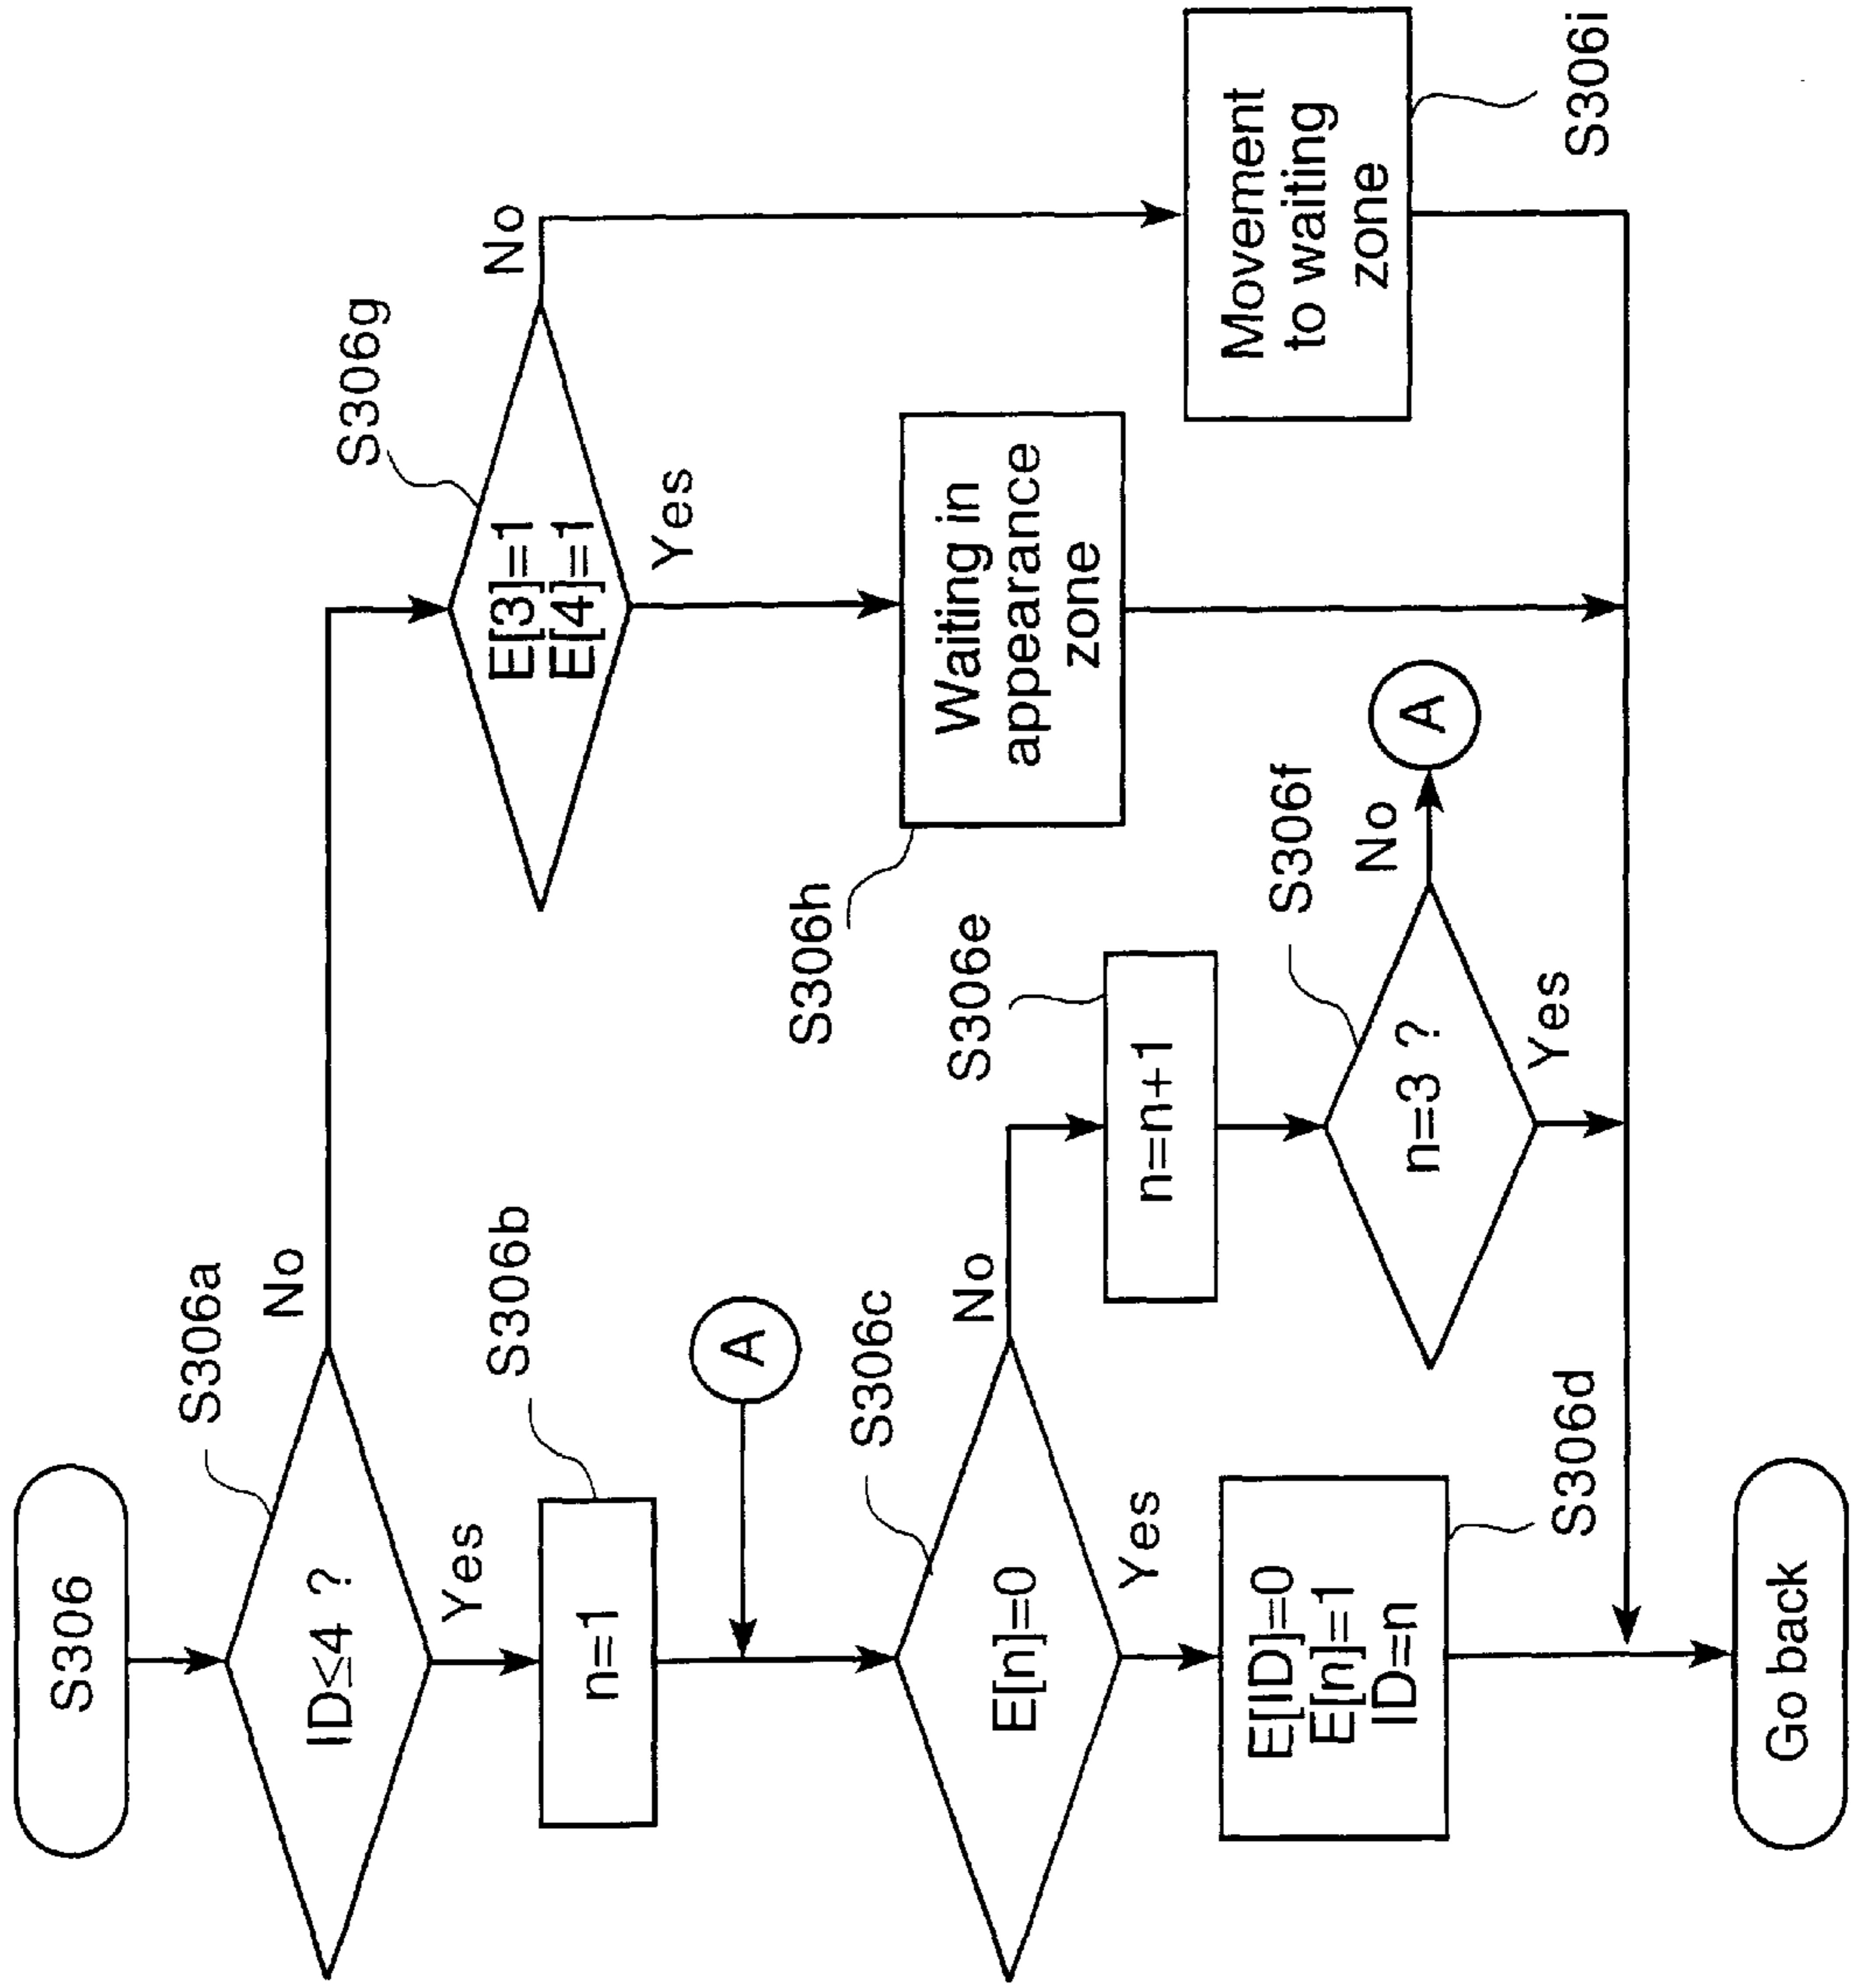 S306
S306a
ID≤4 ?
No
Yes
S306b
n=1
A
S306c
E[n]=0
No
Yes
E[ID]=0
E[n]=1
ID=n
S306d
S306e
n=n+1
S306f
n=3 ?
No
A
Yes
S306g
E[3]=1
E[4]=1
No
Yes
S306h
Waiting in
appearance
zone
Movement
to waiting
zone
S306i
Go back